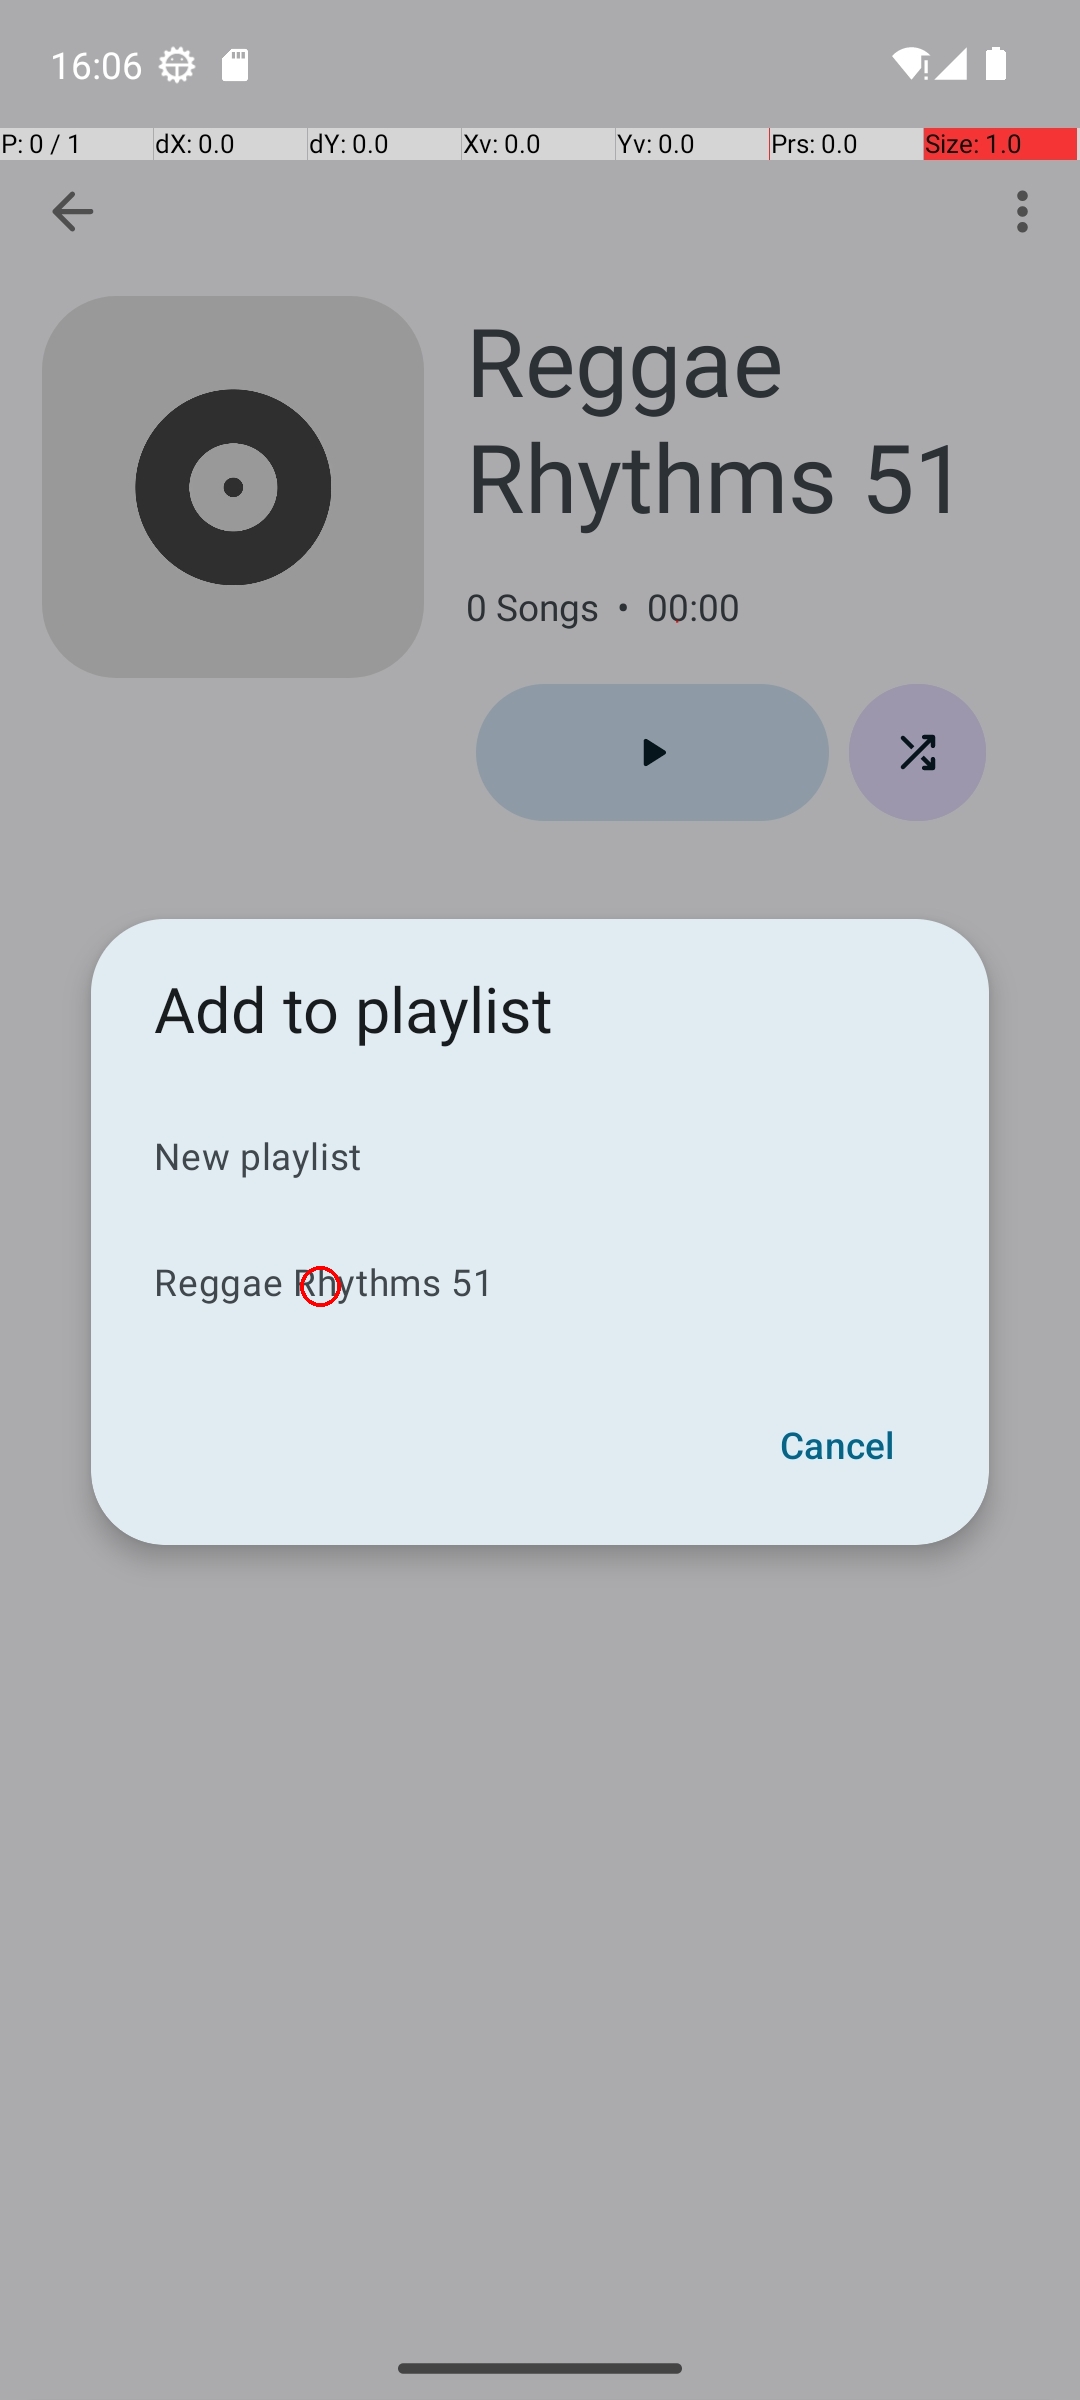 16:06
P: 0 / 1 dX: 0.0 dY: 0.0 Xv: 0.0 Yv: 0.0 Prs: 0.0 Size: 1.0
Reggae
Rhythms 51
0 Songs • 00:00
Add to playlist
New playlist
Reggae Rhythms 51
Cancel